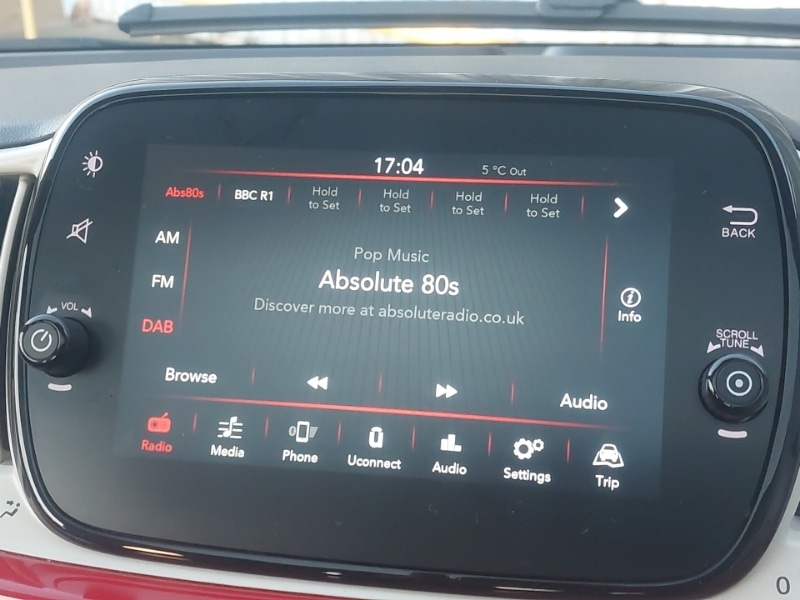 17:04 5 °C Out
Abs80s BBC R1 Hold to Set Hold to Set Hold to Set Hold to Set
BACK
AM
Pop Music
FM
Absolute 80s
Info
VOL
DAB
Discover more at absoluteradio.co.uk
SCROLL
TUNE
Browse
Audio
Radio Media Phone Uconnect Audio Settings Trip
0